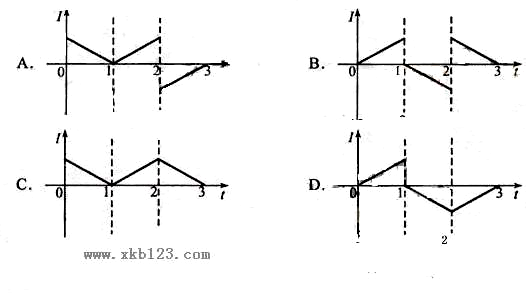 A. I 0 1 2 3 t
B. I 0 1 2 3 t
C. I 0 1 2 3 t
D. I 0 1 3 t
2
www.xkb123.com